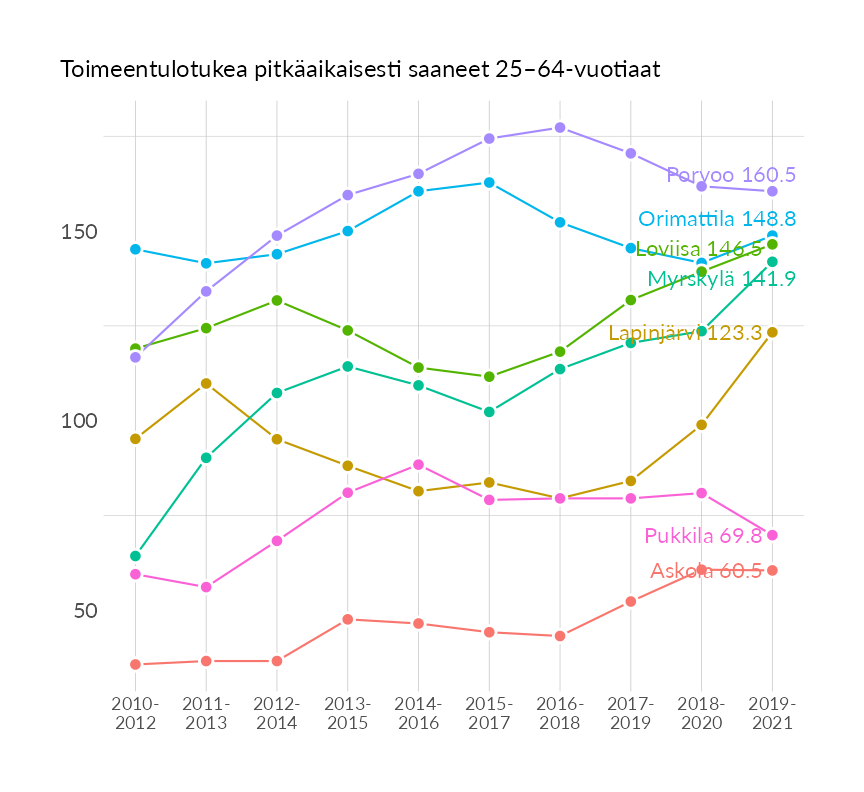 Toimeentulotukea pitkäaikaisesti saaneet 25–64-vuotiaat
Porvoo 160.5
Orimattila 148.8
150
Loviisa 146.5
Myrskylä 141.9
Lapinjärvi 123.3
100
Pukkila 69.8
Askola 60.5
50
2010- 2011- 2012- 2013- 2014- 2015- 2016- 2017- 2018- 2019-
2012 2013 2014 2015 2016 2017 2018 2019 2020 2021